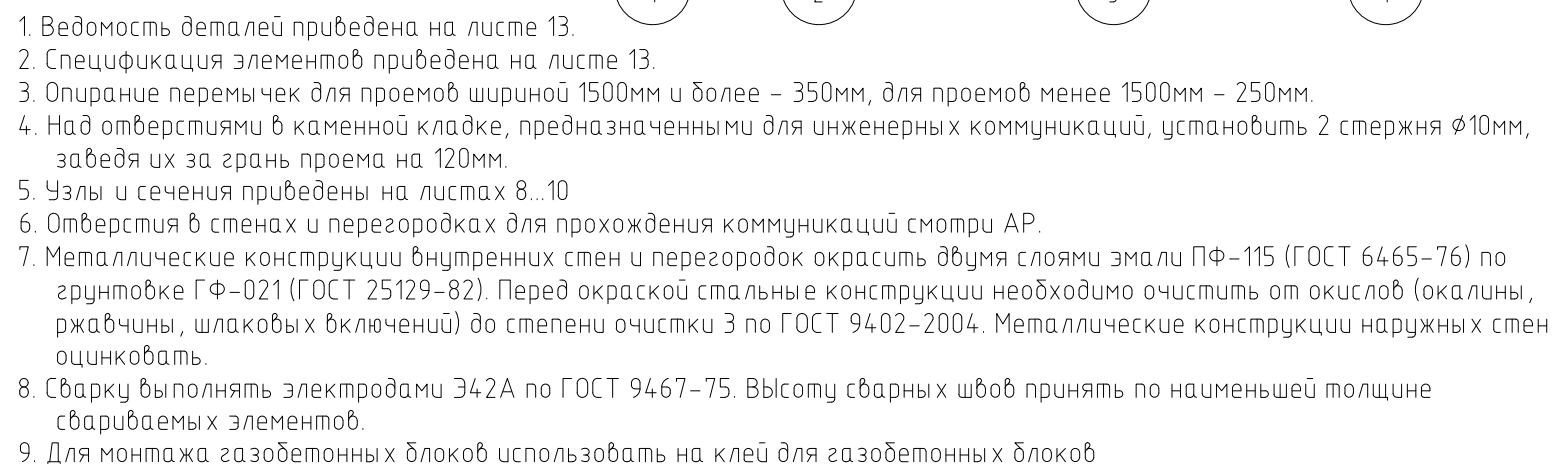 1. Ведомость деталей приведена на листе 13.
2. Спецификация элементов приведена на листе 13.
3. Опирание перемычек для проемов шириной 1500мм и более – 350мм, для проемов менее 1500мм – 250мм.
4. Над отверстиями в каменной кладке, предназначенными для инженерных коммуникаций, установить 2 стержня ∅10мм,
заведя их за грань проема на 120мм.
5. Узлы и сечения приведены на листах 8...10
6. Отверстия в стенах и перегородках для прохождения коммуникаций смотри АР.
7. Металлические конструкции внутренних стен и перегородок окрасить двумя слоями эмали ПФ-115 (ГОСТ 6465-76) по
грунтовке ГФ-021 (ГОСТ 25129-82). Перед окраской стальные конструкции необходимо очистить от окислов (окалины,
ржавчины, шлаковых включений) до степени очистки 3 по ГОСТ 9402-2004. Металлические конструкции наружных стен
оцинковать.
8. Сварку выполнять электродами Э42А по ГОСТ 9467-75. ВЫсоту сварных швов принять по наименьшей толщине
свариваемых элементов.
9. Для монтажа газобетонных блоков использовать на клей для газобетонных блоков